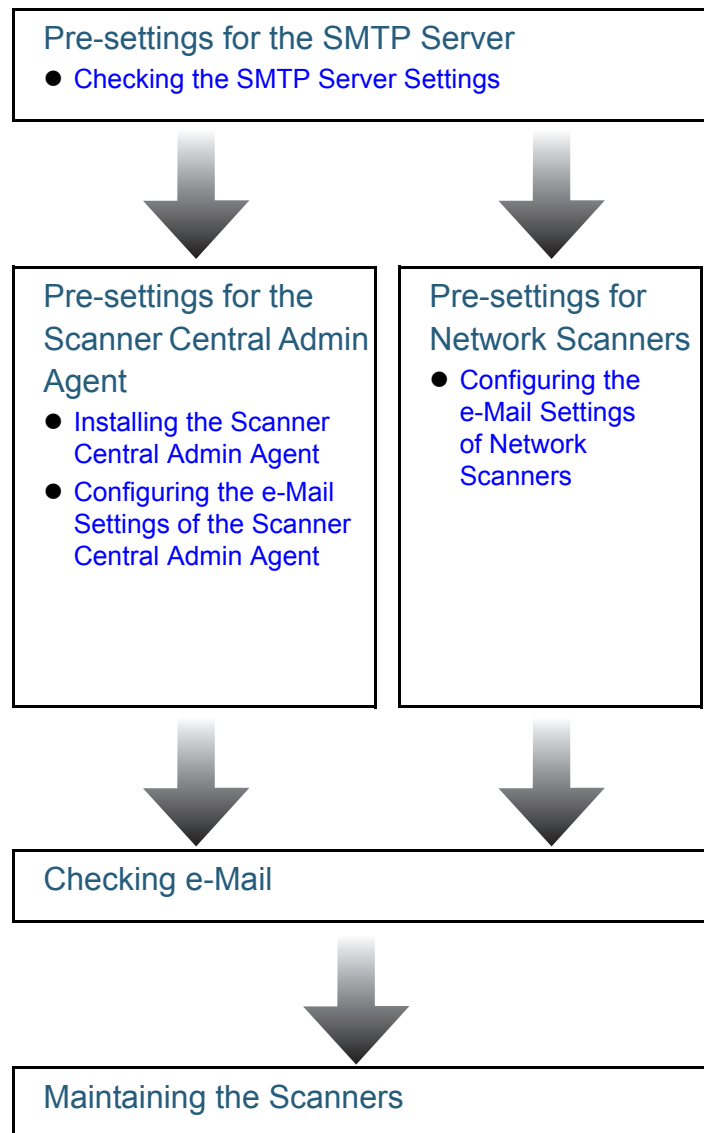 Pre-settings for the SMTP Server
● Checking the SMTP Server Settings
Pre-settings for the
Scanner Central Admin
Agent
● Installing the Scanner
Central Admin Agent
● Configuring the e-Mail
Settings of the Scanner
Central Admin Agent
Pre-settings for
Network Scanners
● Configuring the
e-Mail Settings
of Network
Scanners
Checking e-Mail
Maintaining the Scanners